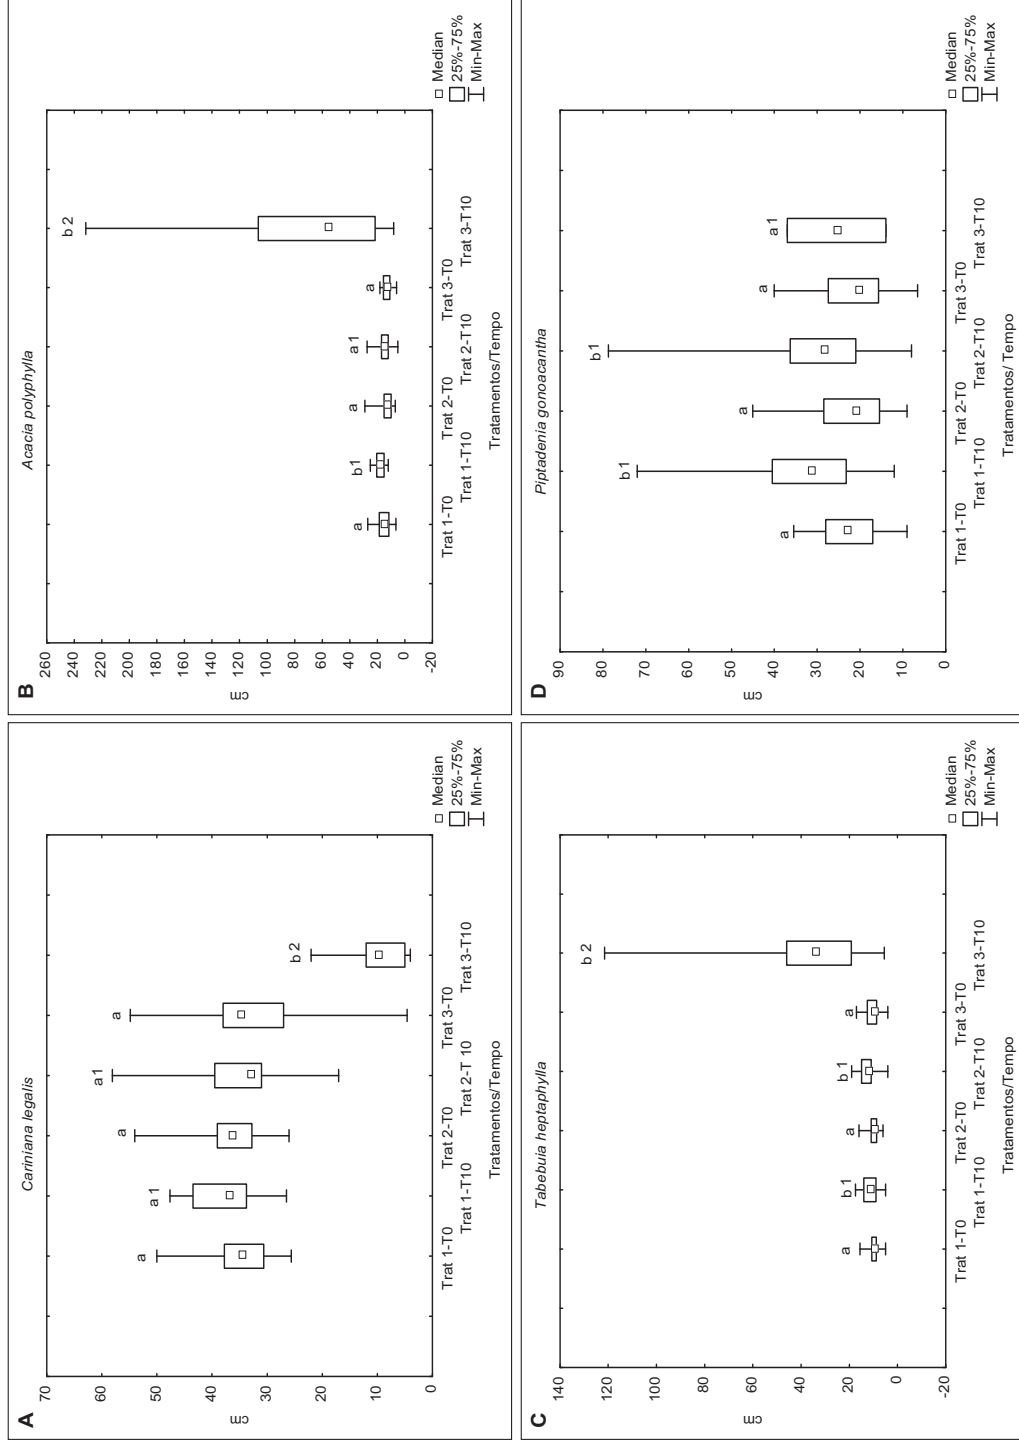 A
Cariniana legalis
70
60
50
40
30
20
10
0
cm
a
a 1
a
a1
a
b 2
Trat 1-T0
Trat 1-T10
Trat 2-T0
Trat 2-T 10
Trat 3-T0
Trat 3-T10
Tratamentos/Tempo
Median
25%-75%
Min-Max
B
Acacia polyphylla
260
240
220
200
180
160
140
120
100
80
60
40
20
0
-20
cm
a
b1
a
a 1
a
b 2
Trat 1-T0
Trat 1-T10
Trat 2-T0
Trat 2-T10
Trat 3-T0
Trat 3-T10
Tratamentos/Tempo
Median
25%-75%
Min-Max
C
Tabebuia heptaphylla
140
120
100
80
60
40
20
0
-20
cm
a
b 1
a
b 1
a
b 2
Trat 1-T0
Trat 1-T10
Trat 2-T0
Trat 2-T10
Trat 3-T0
Trat 3-T10
Tratamentos/Tempo
Median
25%-75%
Min-Max
D
Piptadenia gonoacantha
90
80
70
60
50
40
30
20
10
0
cm
a
b 1
a
b 1
a
a 1
Trat 1-T0
Trat 1-T10
Trat 2-T0
Trat 2-T10
Trat 3-T0
Trat 3-T10
Tratamentos/ Tempo
Median
25%-75%
Min-Max